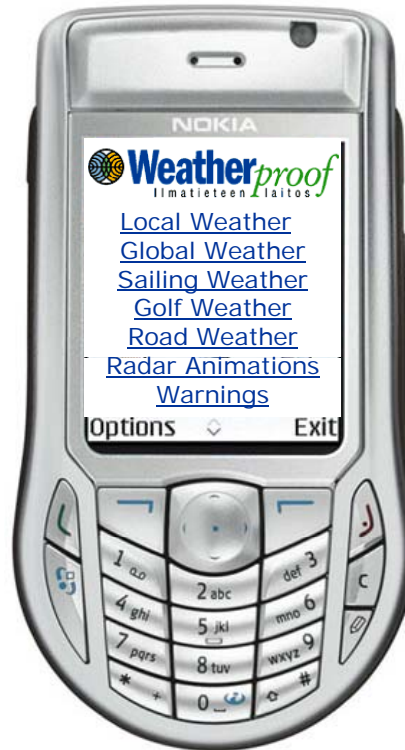 NOKIA
Weatherproof
Ilmatieteen laitos
Local Weather
Global Weather
Sailing Weather
Golf Weather
Road Weather
Radar Animations
Warnings
Options Exit
1
2 abc
def 3
4 ghi
5 jkl
mno 6
7 pqrs
8 tuv
wxyz 9
* +
0
#
C